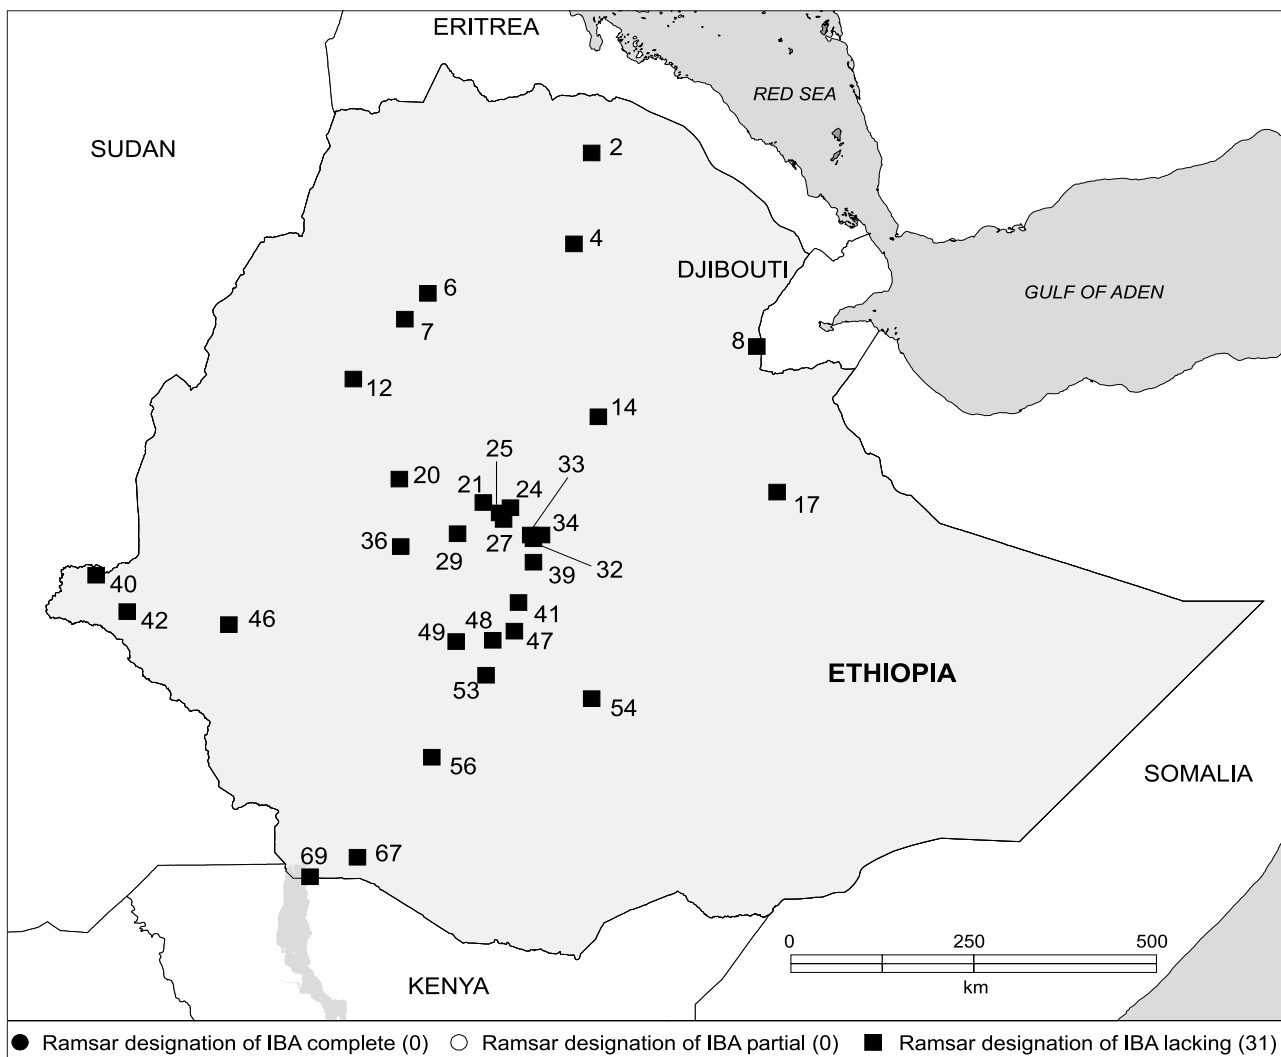 ERITREA
RED SEA
SUDAN
2
4
DJIBOUTI
6
GULF OF ADEN
7
8
12
14
25
33
20
21
24
17
34
36
29
27
32
39
40
42
46
41
49
48
47
53
ETHIOPIA
54
56
SOMALIA
67
69
0 250 500
km
KENYA
Ramsar designation of IBA complete (0) Ramsar designation of IBA partial (0) Ramsar designation of IBA lacking (31)